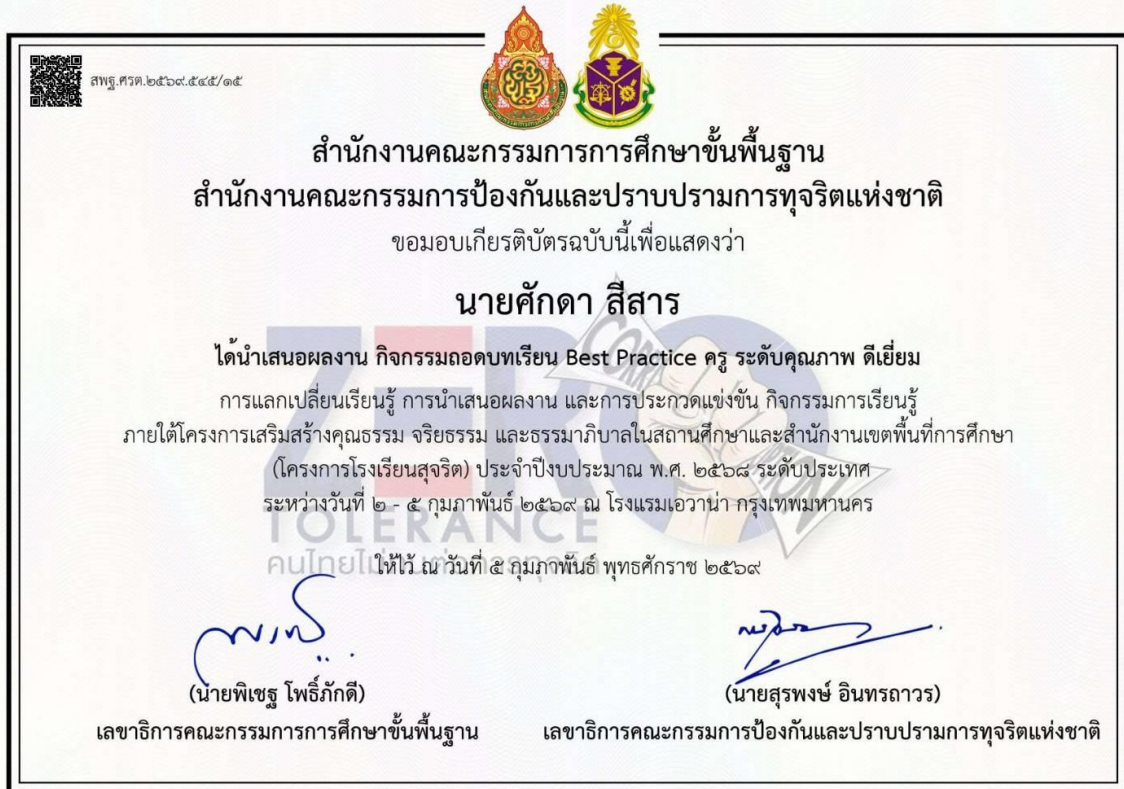 สพฐ.ศรต.๒๕๖๙.๕๔๕/๑๕
สำนักงานคณะกรรมการการศึกษาขั้นพื้นฐาน
สำนักงานคณะกรรมการป้องกันและปราบปรามการทุจริตแห่งชาติ
ขอมอบเกียรติบัตรฉบับนี้เพื่อแสดงว่า
นายศักดา สีสาร
ได้นำเสนอผลงาน กิจกรรมถอดบทเรียน Best Practice ครู ระดับคุณภาพ ดีเยี่ยม
การแลกเปลี่ยนเรียนรู้ การนำเสนอผลงาน และการประกวดแข่งขัน กิจกรรมการเรียนรู้
ภายใต้โครงการเสริมสร้างคุณธรรม จริยธรรม และธรรมาภิบาลในสถานศึกษาและสำนักงานเขตพื้นที่การศึกษา
(โครงการโรงเรียนสุจริต) ประจำปีงบประมาณ พ.ศ. ๒๕๖๘ ระดับประเทศ
ระหว่างวันที่ ๒ - ๕ กุมภาพันธ์ ๒๕๖๙ ณ โรงแรมเอวาน่า กรุงเทพมหานคร
ZERO
TOLERANCE
ให้ไว้ ณ วันที่ ๕ กุมภาพันธ์ พุทธศักราช ๒๕๖๙
(นายพิเชฐ โพธิ์ภักดี)
(นายสุรพงษ์ อินทรถาวร)
เลขาธิการคณะกรรมการการศึกษาขั้นพื้นฐาน
เลขาธิการคณะกรรมการป้องกันและปราบปรามการทุจริตแห่งชาติ